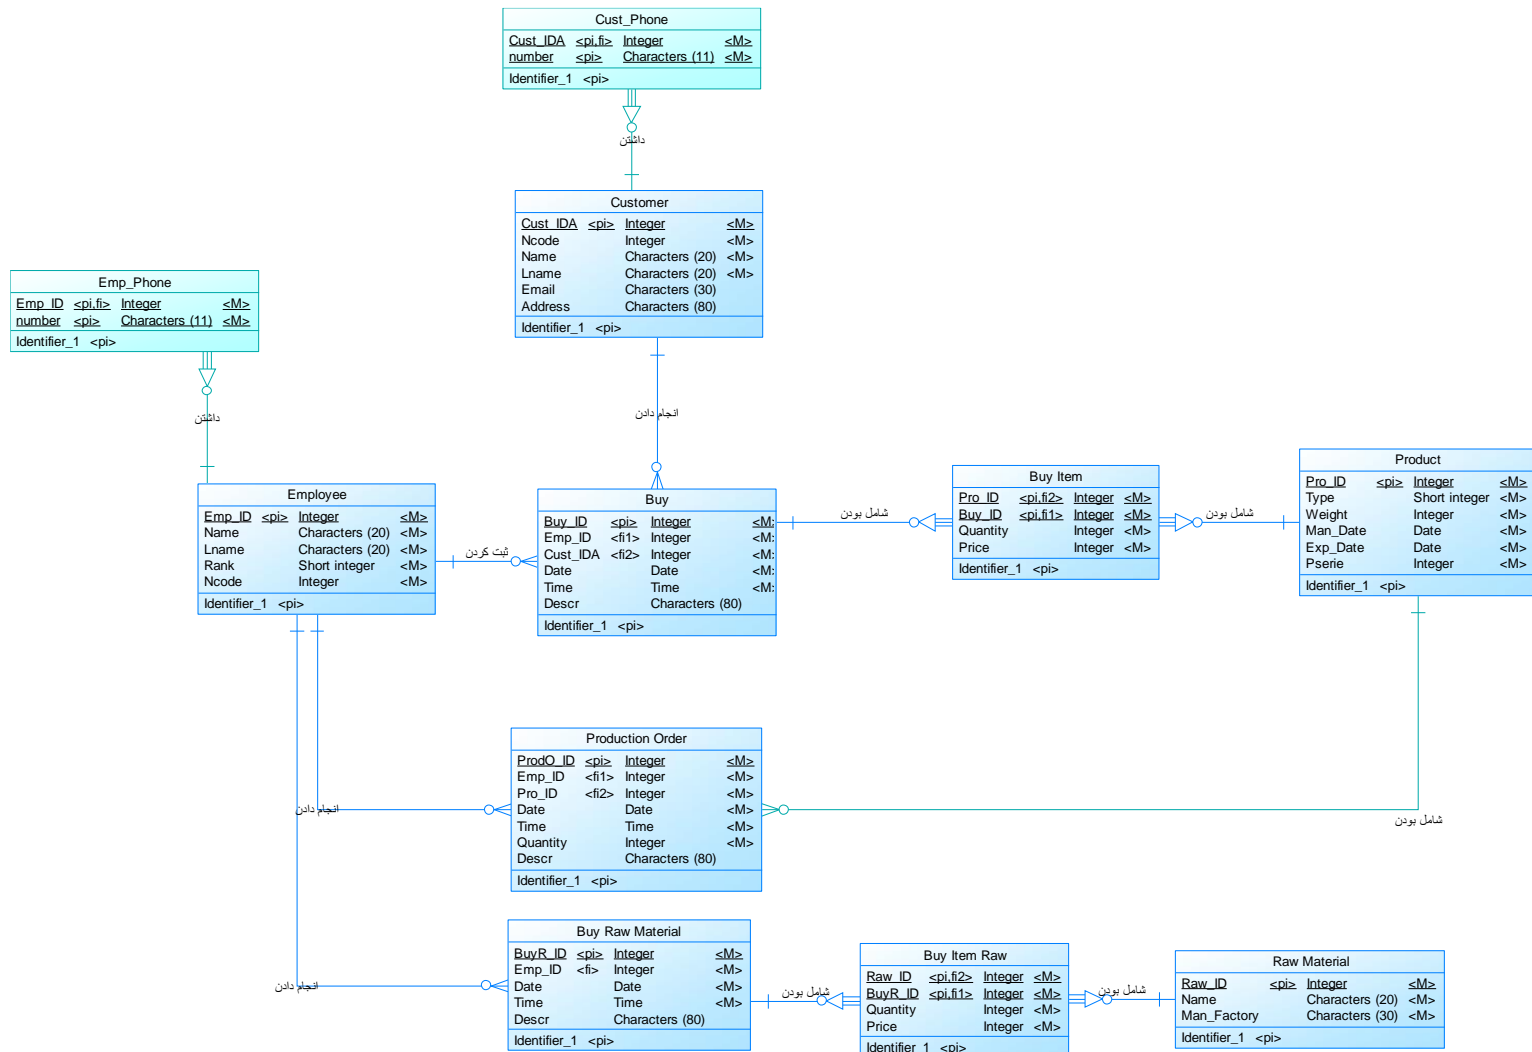 Cust_Phone
Cust_IDA <pi,fi> Integer <M>
number <pi> Characters (11) <M>
Identifier_1 <pi>
داشتن
Customer
Cust_IDA <pi> Integer <M>
Ncode Integer <M>
Name Characters (20) <M>
Lname Characters (20) <M>
Email Characters (30)
Address Characters (80)
Identifier_1 <pi>
Emp_Phone
Emp_ID <pi,fi> Integer <M>
number <pi> Characters (11) <M>
Identifier_1 <pi>
داشتن
انجام دادن
Employee
Emp_ID <pi> Integer <M>
Name Characters (20) <M>
Lname Characters (20) <M>
Rank Short integer <M>
Ncode Integer <M>
Identifier_1 <pi>
ثبت کردن
Buy
Buy_ID <pi> Integer <M:
Emp_ID <fi1> Integer <M:
Cust_IDA <fi2> Integer <M:
Date Date <M:
Time Time <M:
Descr Characters (80)
Identifier_1 <pi>
شامل بودن
Buy Item
Pro_ID <pi,fi2> Integer <M>
Buy_ID <pi,fi1> Integer <M>
Quantity Integer <M>
Price Integer <M>
Identifier_1 <pi>
شامل بودن
Product
Pro_ID <pi> Integer <M>
Type Short integer <M>
Weight Integer <M>
Man_Date Date <M>
Exp_Date Date <M>
Pserie Integer <M>
Identifier_1 <pi>
Production Order
ProdO_ID <pi> Integer <M>
Emp_ID <fi1> Integer <M>
Pro_ID <fi2> Integer <M>
Date Date <M>
Time Time <M>
Quantity Integer <M>
Descr Characters (80)
Identifier_1 <pi>
انجام دادن
شامل بودن
Buy Raw Material
BuyR_ID <pi> Integer <M>
Emp_ID <fi> Integer <M>
Date Date <M>
Time Time <M>
Descr Characters (80)
Identifier_1 <pi>
انجام دادن
شامل بودن
Buy Item Raw
Raw_ID <pi,fi2> Integer <M>
BuyR_ID <pi,fi1> Integer <M>
Quantity Integer <M>
Price Integer <M>
Identifier_1 <pi>
شامل بودن
Raw Material
Raw_ID <pi> Integer <M>
Name Characters (20) <M>
Man_Factory Characters (30) <M>
Identifier_1 <pi>